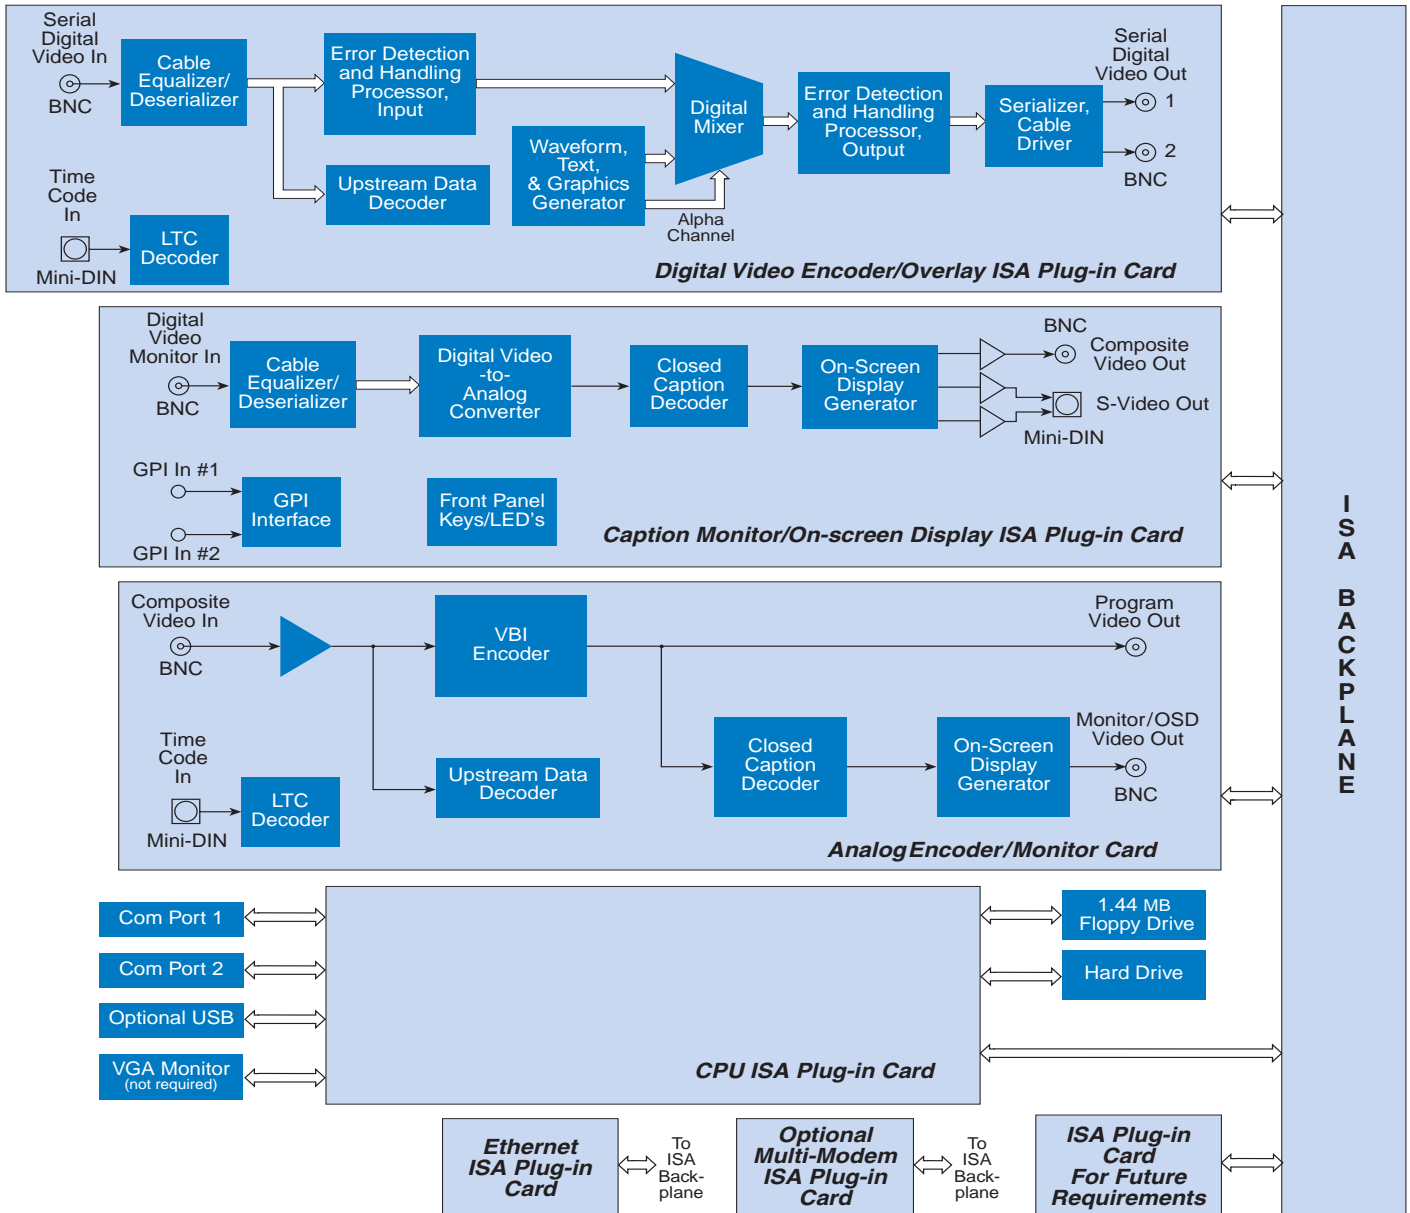 Serial
Digital
Video In
BNC
Cable
Equalizer/
Deserializer
Error Detection
and Handling
Processor,
Input
Upstream Data
Decoder
Waveform,
Text,
& Graphics
Generator
Digital
Mixer
Alpha
Channel
Error Detection
and Handling
Processor,
Output
Serializer,
Cable
Driver
Serial
Digital
Video Out
1
2
BNC
Time
Code
In
Mini-DIN
LTC
Decoder
Digital Video Encoder/Overlay ISA Plug-in Card
Digital
Video
Monitor In
BNC
Cable
Equalizer/
Deserializer
Digital Video
-to-
Analog
Converter
Closed
Caption
Decoder
On-Screen
Display
Generator
BNC
Composite
Video Out
S-Video Out
Mini-DIN
GPI In #1
GPI In #2
GPI
Interface
Front Panel
Keys/LED's
Caption Monitor/On-screen Display ISA Plug-in Card
Composite
Video In
BNC
VBI
Encoder
Program
Video Out
Upstream Data
Decoder
Closed
Caption
Decoder
On-Screen
Display
Generator
Monitor/OSD
Video Out
BNC
Time
Code
In
Mini-DIN
LTC
Decoder
Analog Encoder/Monitor Card
Com Port 1
Com Port 2
Optional USB
VGA Monitor
(not required)
CPU ISA Plug-in Card
1.44 MB
Floppy Drive
Hard Drive
Ethernet
ISA Plug-in
Card
To
ISA
Back-
plane
Optional
Multi-Modem
ISA Plug-in
Card
To
ISA
Back-
plane
ISA Plug-in
Card
For Future
Requirements
ISA BACKPLANE